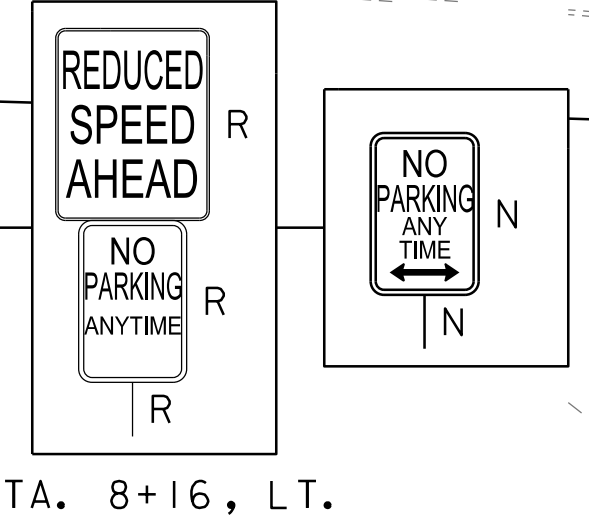 REDUCED
SPEED
AHEAD
R
NO
PARKING
ANYTIME
R
R
NO
PARKING
ANY
TIME
N
N
TA. 8+16, LT.